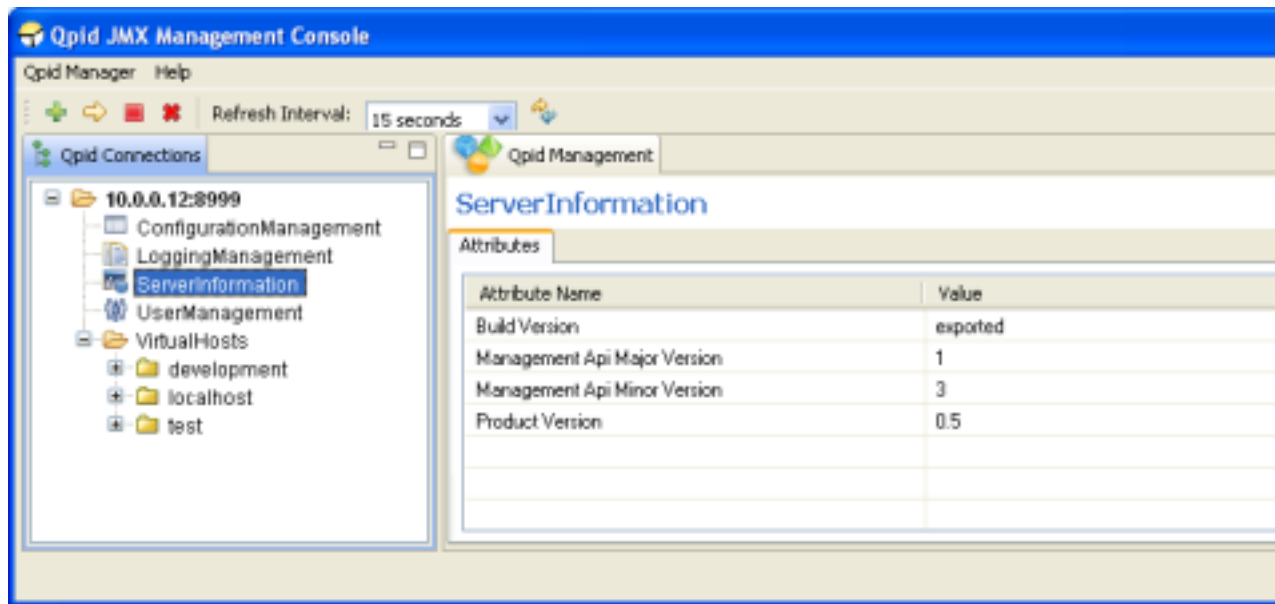 Qpid JMX Management Console
Qpid Manager Help
Refresh Interval: 15 seconds
Qpid Connections
10.0.0.12:8999
ConfigurationManagement
LoggingManagement
ServerInformation
UserManagement
VirtualHosts
development
localhost
test
Qpid Management
ServerInformation
Attributes
Attribute Name Value
Build Version exported
Management Api Major Version 1
Management Api Minor Version 3
Product Version 0.5